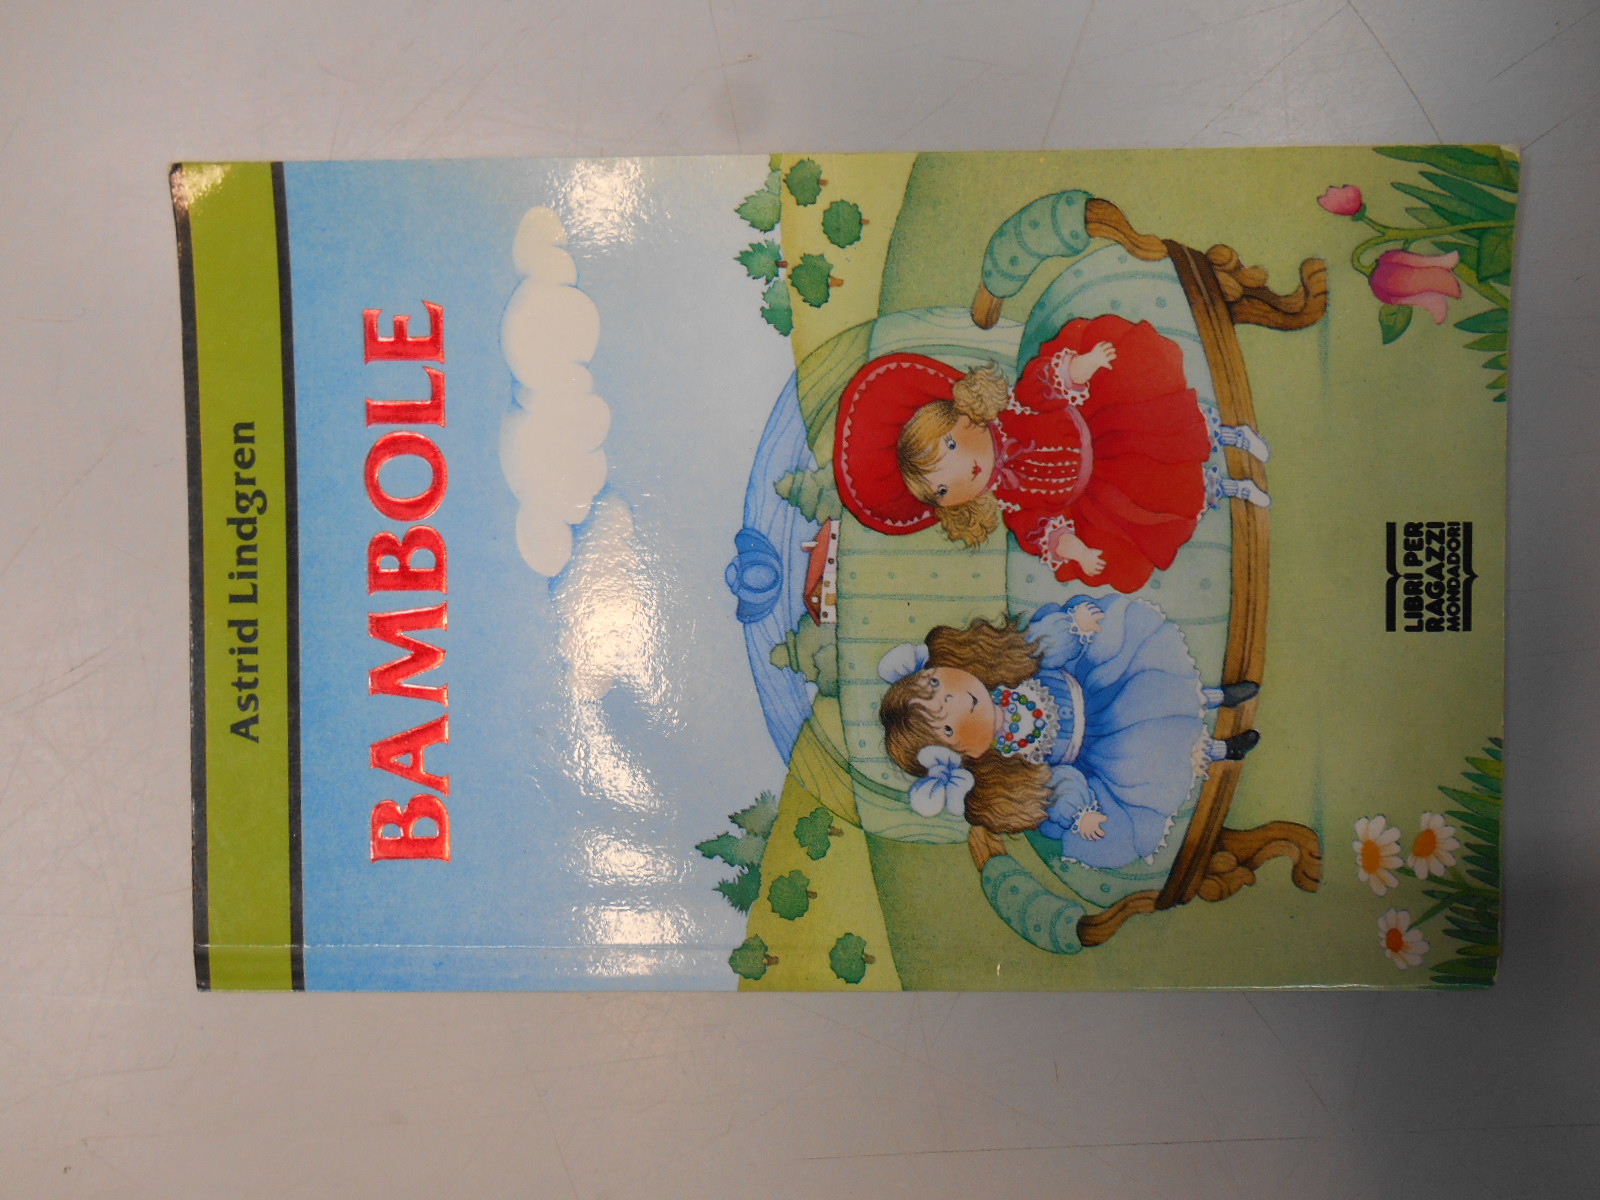 Astrid Lindgren
BAMBOLE
LIBRI PER
RAGAZZI
MONDADORI